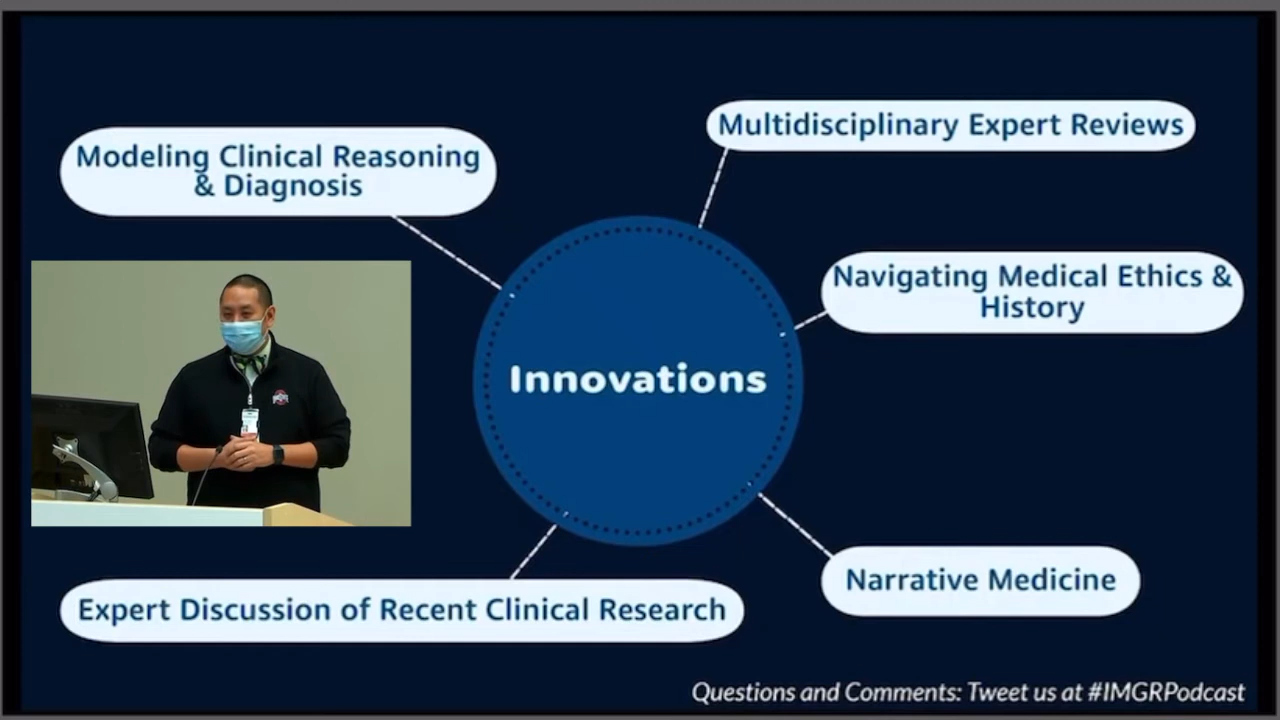 Multidisciplinary Expert Reviews
Modeling Clinical Reasoning
& Diagnosis
Navigating Medical Ethics &
History
Innovations
Narrative Medicine
Expert Discussion of Recent Clinical Research
Questions and Comments: Tweet us at #IMGRPodcast